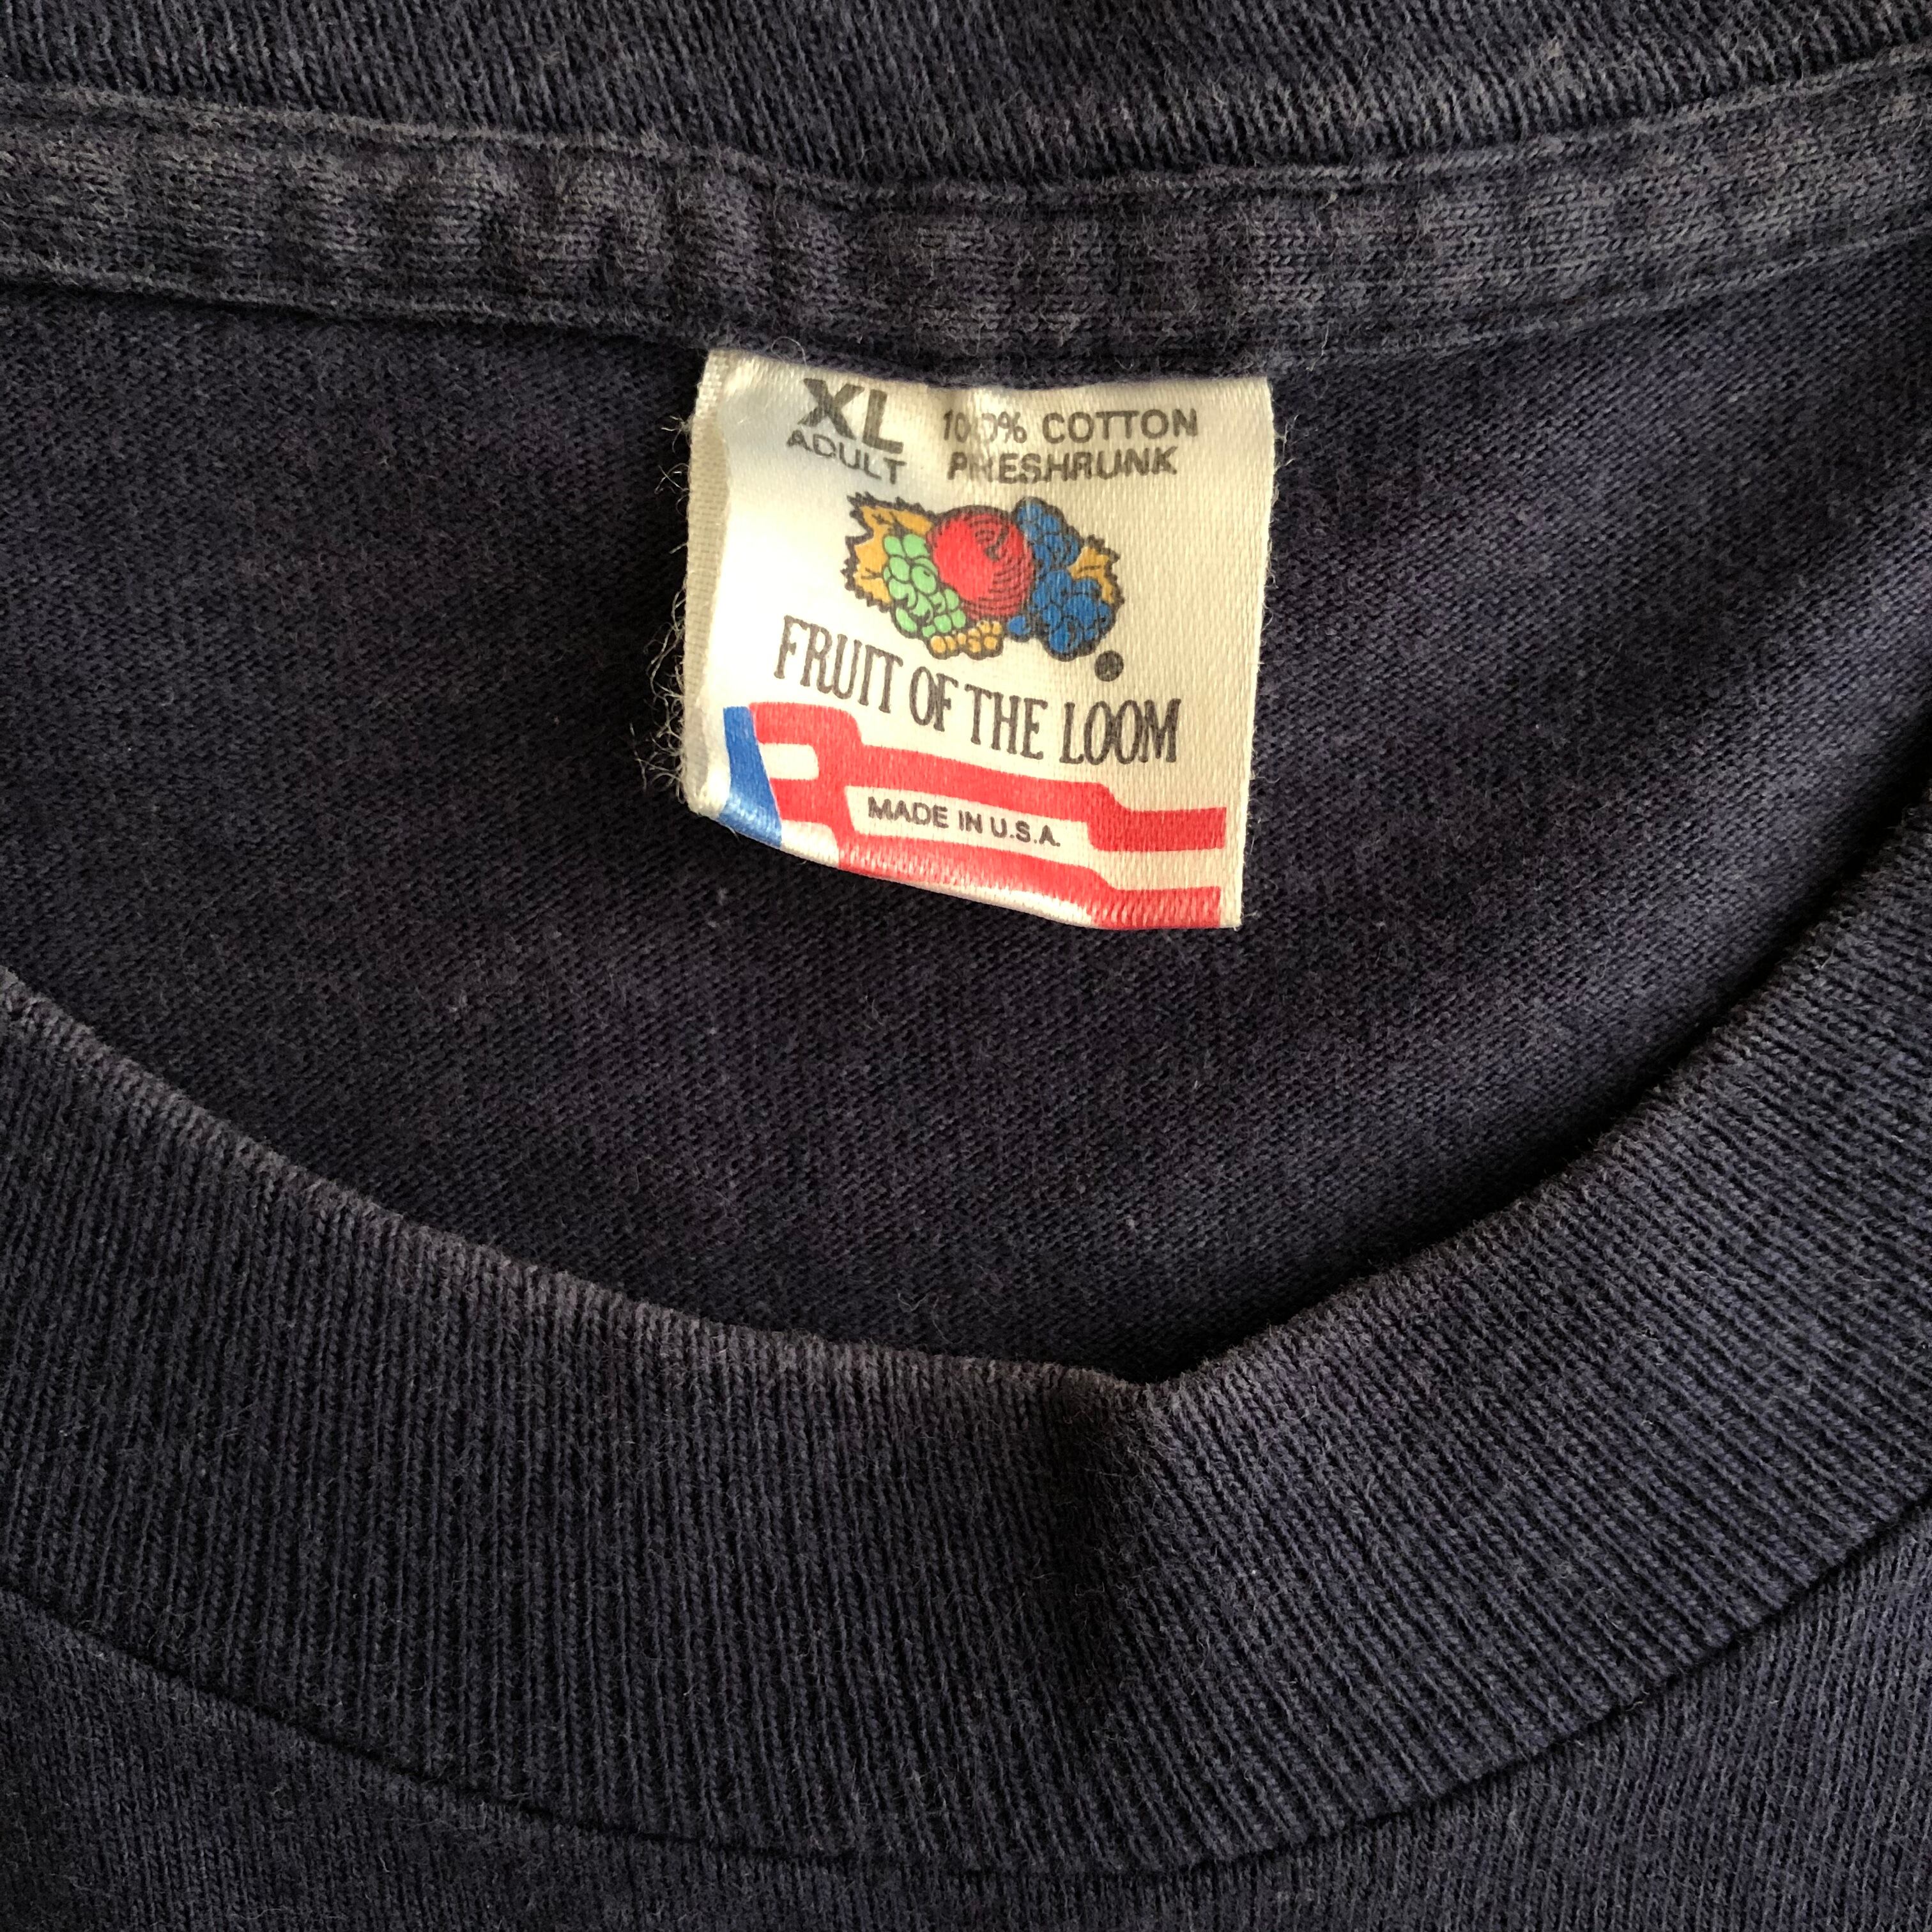 XL
ADULT
100% COTTON
PRESHRUNK
FRUIT OF THE LOOM
MADE IN U.S.A.